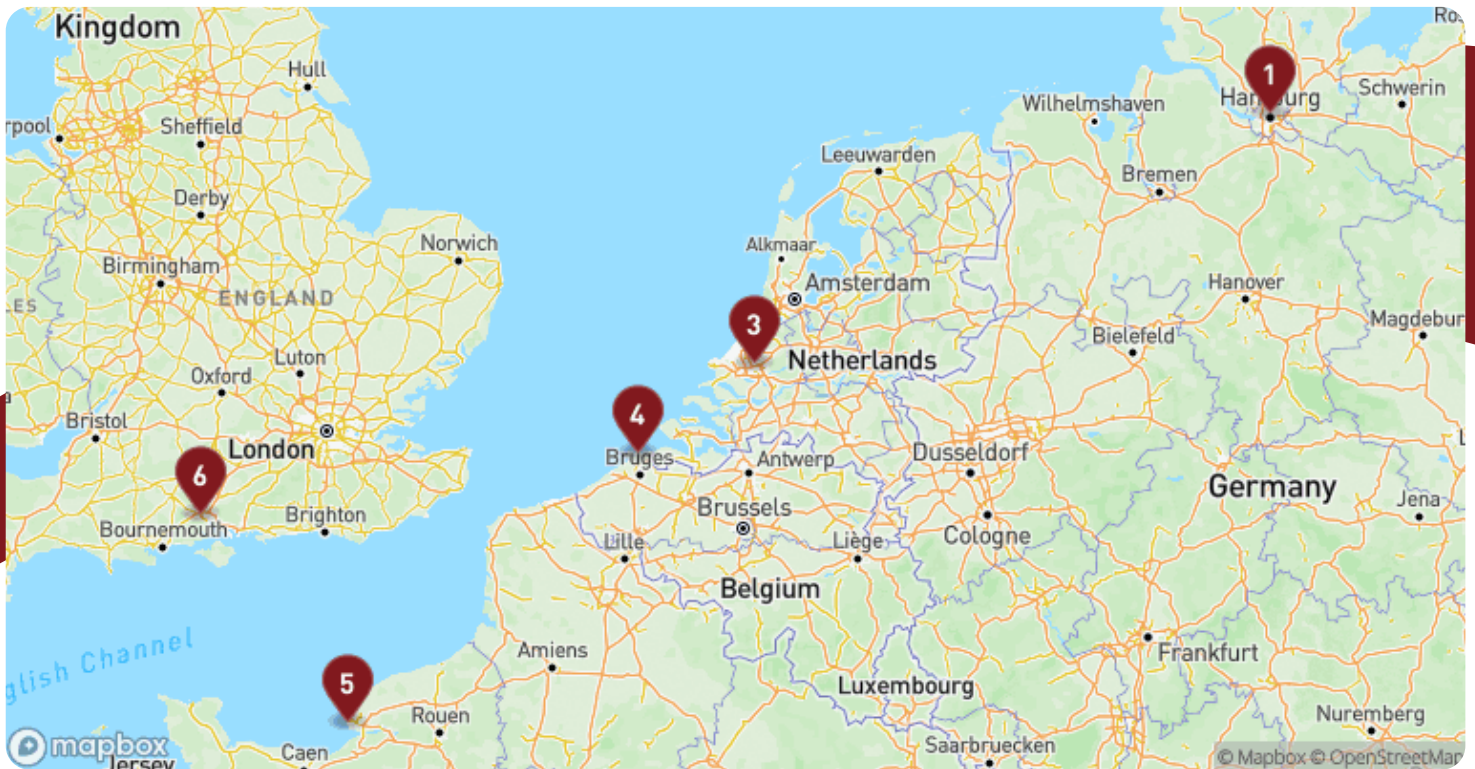 Kingdom
Ros
Hull
1
Wilhelmshaven
Schwerin
Hamburg
rpool
Sheffield
Leeuwarden
Bremen
Derby
Norwich
Alkmaar
Birmingham
Amsterdam
Hanover
ENGLAND
LES
3
Magdebur
Bielefeld
Luton
Netherlands
Oxford
a
4
Bristol
London
Bruges
Antwerp
Dusseldorf
L
6
Germany
Brighton
Brussels
Jena
Bournemouth
Lille
Liège
Cologne
Belgium
glish Channel
Amiens
Frankfurt
5
Luxembourg
Rouen
Nuremberg
Caen
Saarbruecken
mapbox
Jersey
© Mapbox © OpenStreetMap